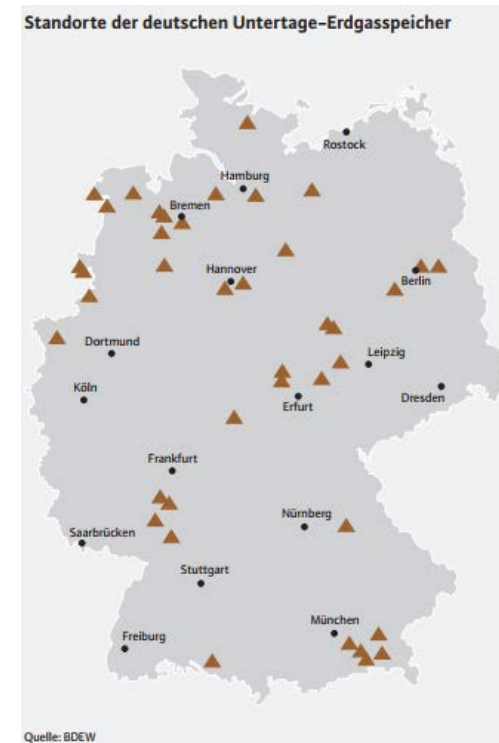 Standorte der deutschen Untertage-Erdgasspeicher
Rostock
Hamburg
Bremen
Hannover
Berlin
Dortmund
Leipzig
Köln
Erfurt
Dresden
Frankfurt
Nürnberg
Saarbrücken
Stuttgart
München
Freiburg
Quelle: BDEW